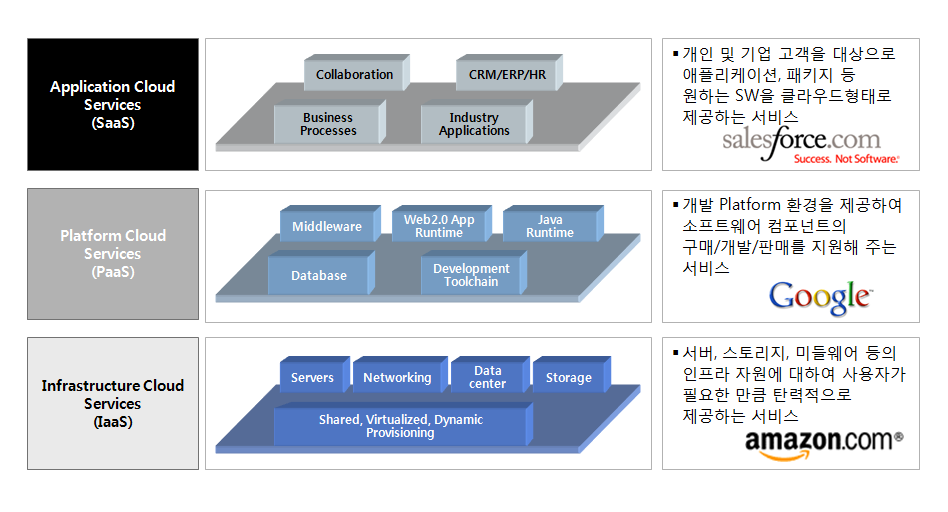 Application Cloud
Services
(SaaS)
Collaboration
CRM/ERP/HR
Business
Processes
Industry
Applications
▪ 개인 및 기업 고객을 대상으로
애플리케이션, 패키지 등
원하는 SW을 클라우드형태로
제공하는 서비스
salesforce.com
Success. Not Software.®
Platform Cloud
Services
(PaaS)
Middleware
Web2.0 App
Runtime
Java
Runtime
Database
Development
Toolchain
▪ 개발 Platform 환경을 제공하여
소프트웨어 컴포넌트의
구매/개발/판매를 지원해 주는
서비스
Google™
Infrastructure Cloud
Services
(IaaS)
Servers
Networking
Data
center
Storage
Shared, Virtualized, Dynamic
Provisioning
▪ 서버, 스토리지, 미들웨어 등의
인프라 자원에 대하여 사용자가
필요한 만큼 탄력적으로
제공하는 서비스
amazon.com®